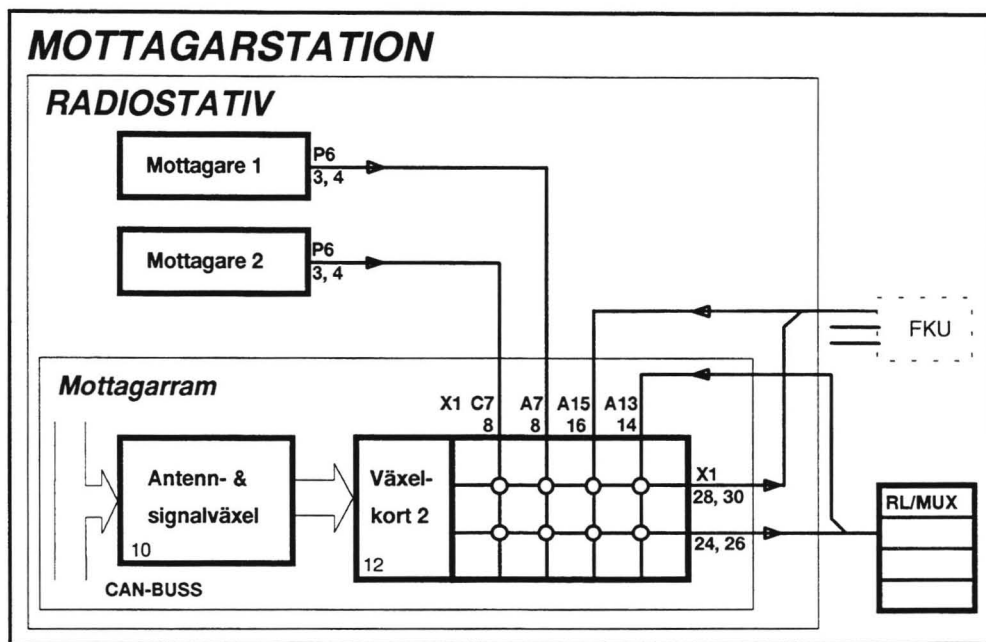 MOTTAGARSTATION
RADIOSTATIV
Mottagare 1
P6
3, 4
Mottagare 2
P6
3, 4
FKU
Mottagarram
X1 C7 A7 A15 A13
8 8 16 14
Antenn- &
signalväxel
10
Växel-
kort 2
12
X1
28, 30
24, 26
RL/MUX
CAN-BUSS